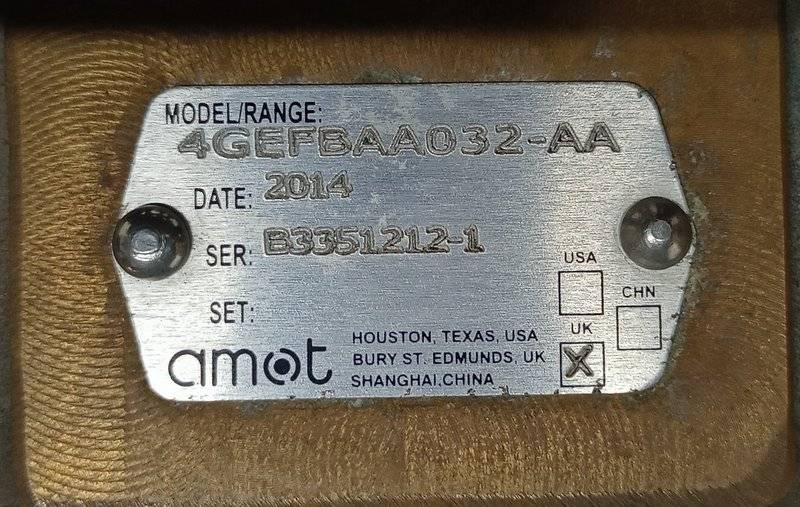 MODEL/RANGE:
4GEFBAA032-AA
DATE: 2014
SER: B3351212-1
SET:
USA
CHN
UK
X
amot
HOUSTON, TEXAS, USA
BURY ST. EDMUNDS, UK
SHANGHAI,CHINA